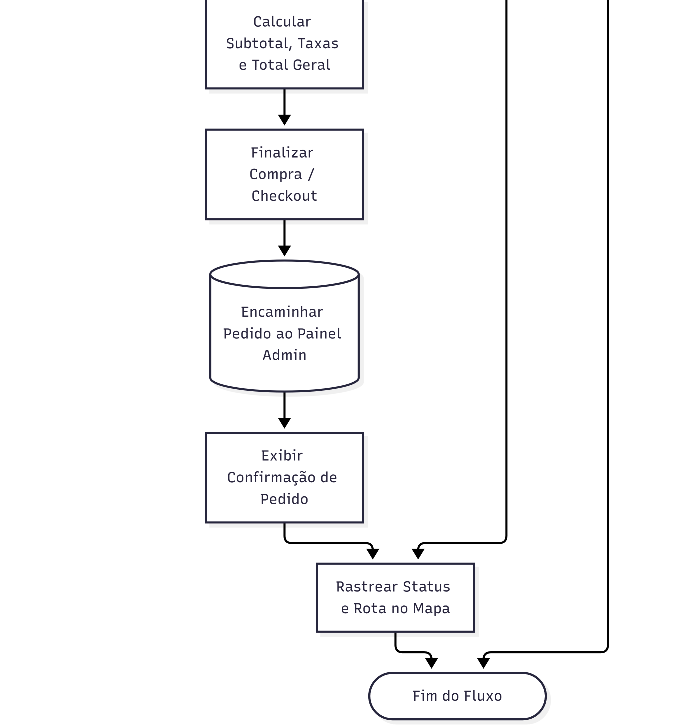 Calcular
Subtotal, Taxas
e Total Geral
Finalizar
Compra /
Checkout
Encaminhar
Pedido ao Painel
Admin
Exibir
Confirmação de
Pedido
Rastrear Status
e Rota no Mapa
Fim do Fluxo